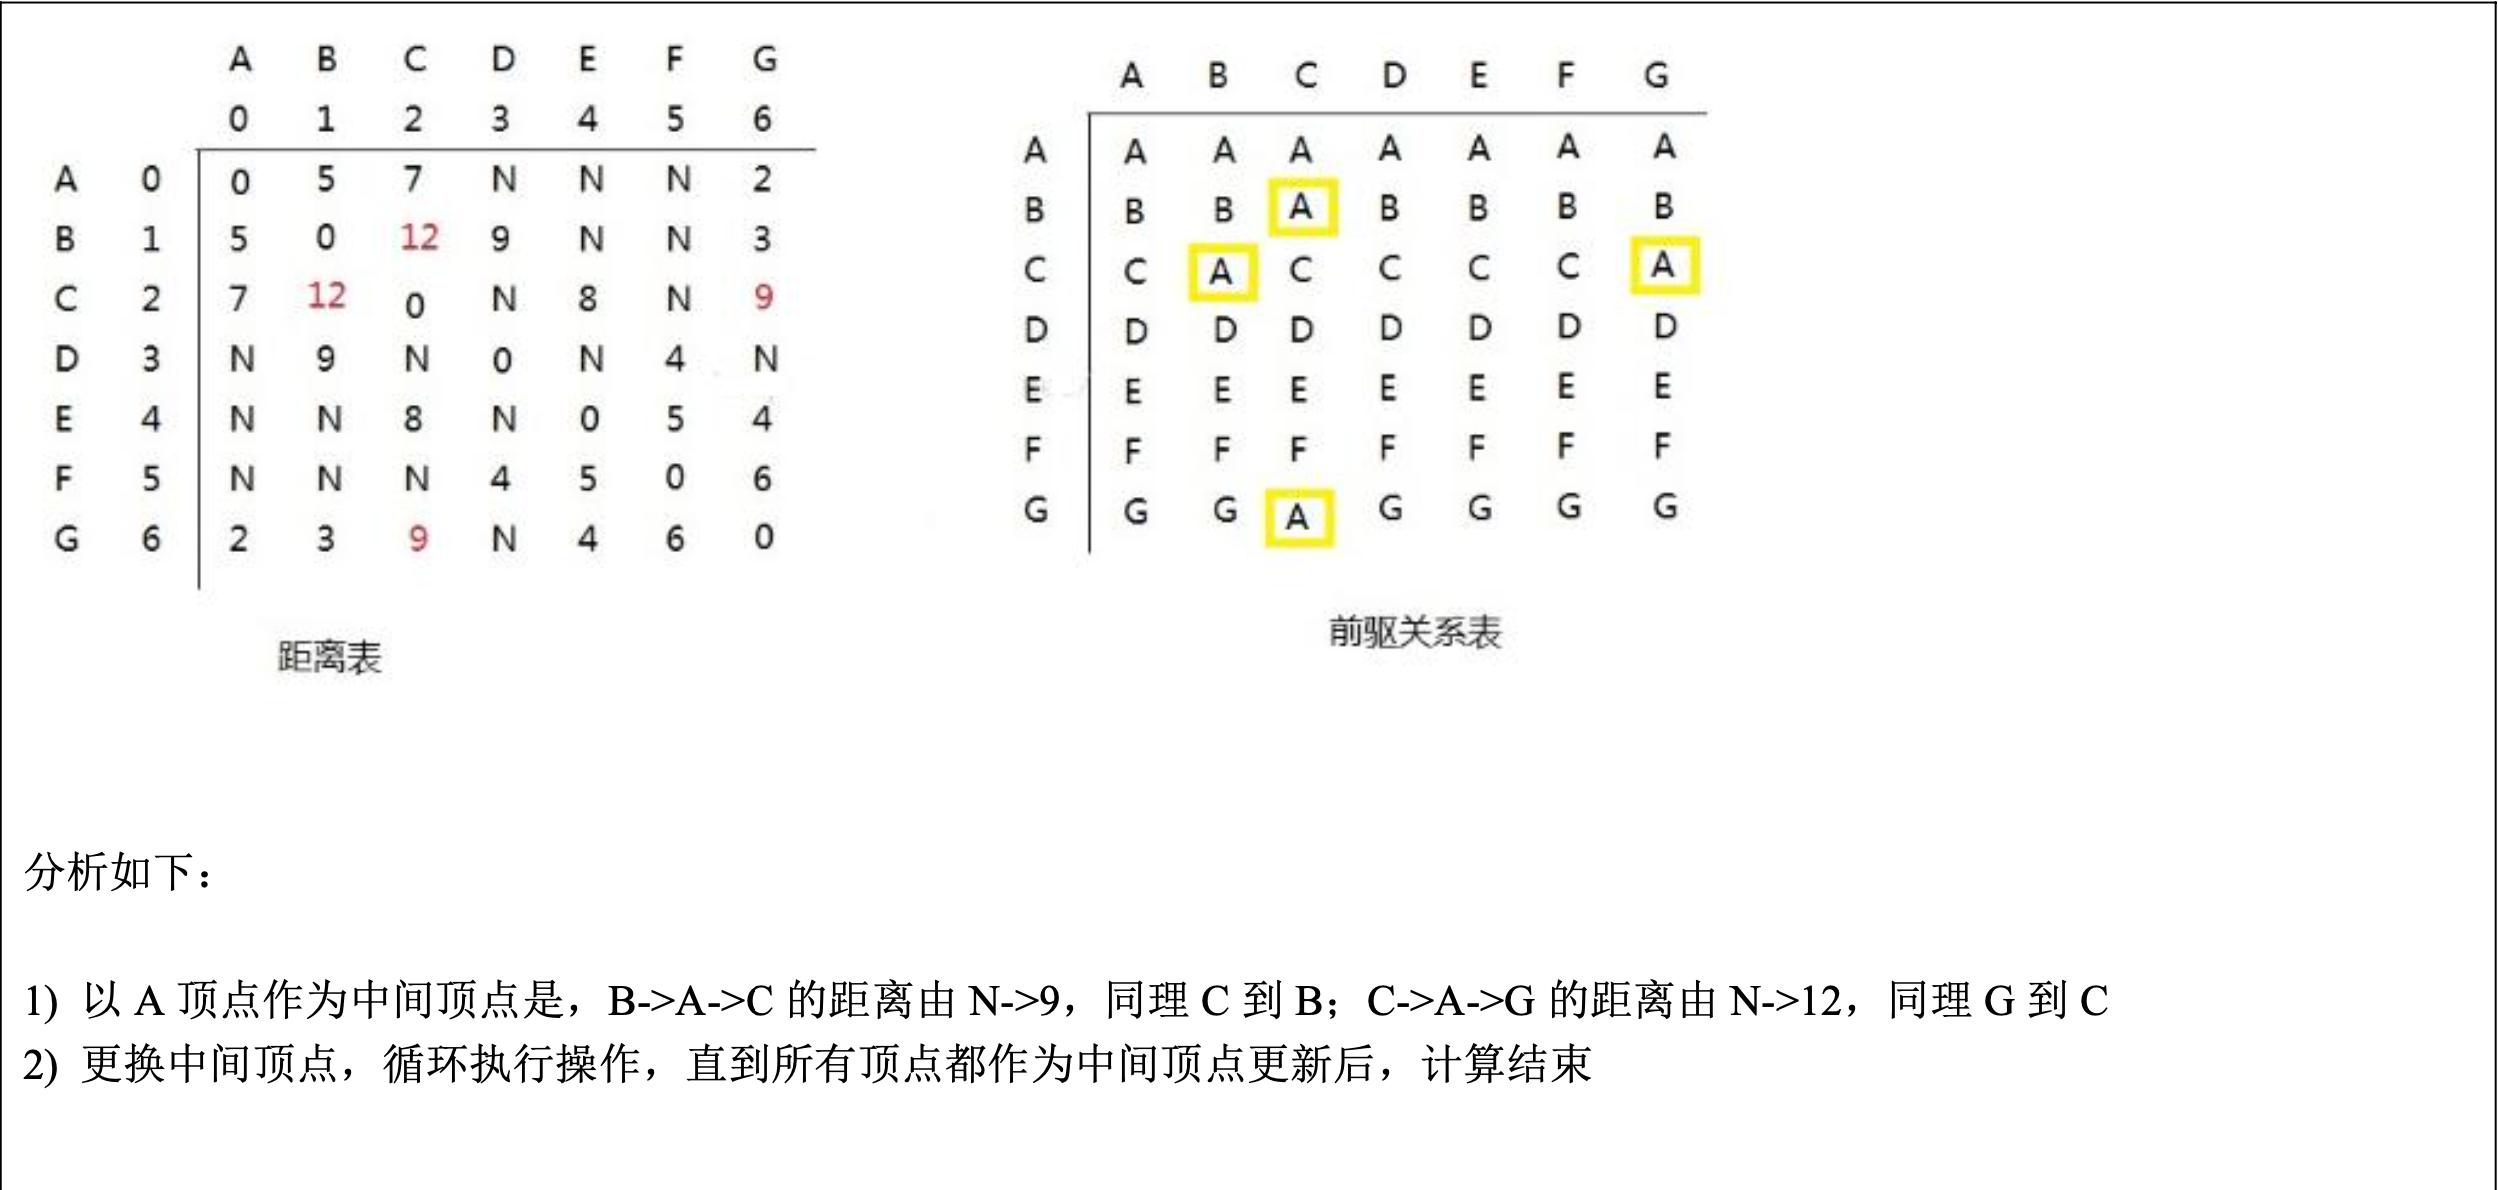 A B C D E F G
0 1 2 3 4 5 6
A 0 0 5 7 N N N 2
B 1 5 0 12 9 N N 3
C 2 7 12 0 N 8 N 9
D 3 N 9 N 0 N 4 N
E 4 N N 8 N 0 5 4
F 5 N N N 4 5 0 6
G 6 2 3 9 N 4 6 0
距离表
A B C D E F G
A A A A A A A A
B B B A B B B B
C C A C C C C A
D D D D D D D D
E E E E E E E E
F F F F F F F F
G G G A G G G G
前驱关系表
分析如下：
1) 以 A 顶点作为中间顶点是，B->A->C 的距离由 N->9，同理 C 到 B；C->A->G 的距离由 N->12，同理 G 到 C
2) 更换中间顶点，循环执行操作，直到所有顶点都作为中间顶点更新后，计算结束